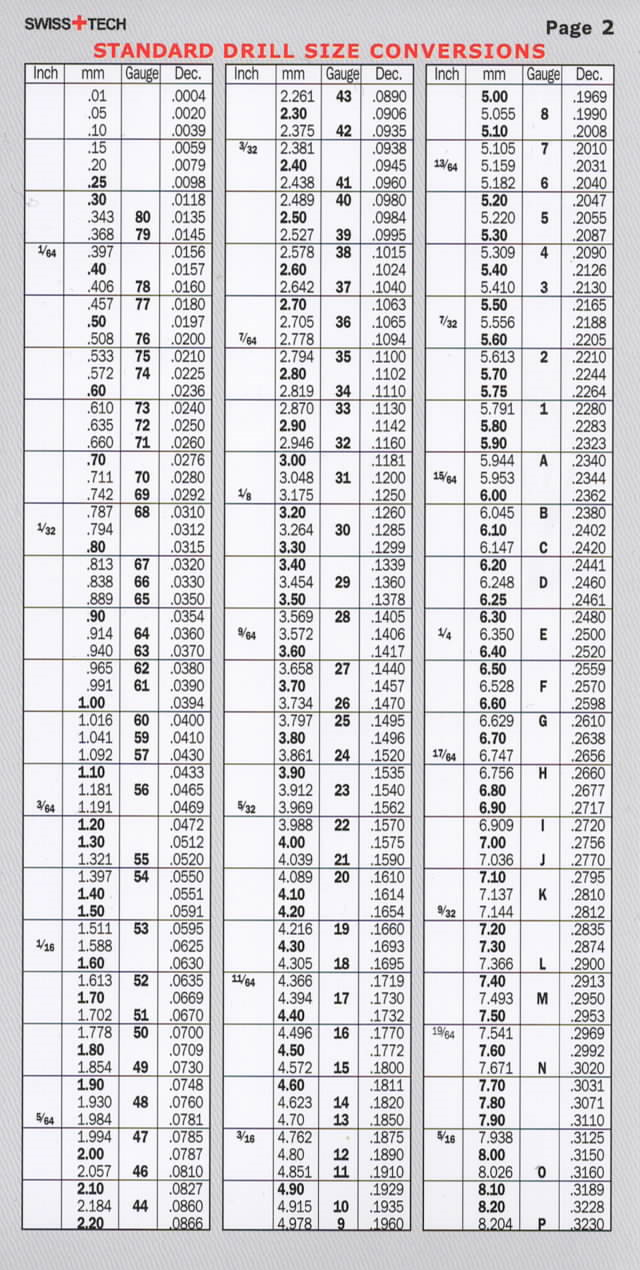 SWISS+TECH
Page 2
STANDARD DRILL SIZE CONVERSIONS
Inch mm Gauge Dec.
.01 .0004
.05 .0020
.10 .0039
.15 .0059
.20 .0079
.25 .0098
.30 .0118
.343 80 .0135
.368 79 .0145
1/64 .397 .0156
.40 .0157
.406 78 .0160
.457 77 .0180
.50 .0197
.508 76 .0200
.533 75 .0210
.572 74 .0225
.60 .0236
.610 73 .0240
.635 72 .0250
.660 71 .0260
.70 .0276
.711 70 .0280
.742 69 .0292
.787 68 .0310
1/32 .794 .0312
.80 .0315
.813 67 .0320
.838 66 .0330
.889 65 .0350
.90 .0354
.914 64 .0360
.940 63 .0370
.965 62 .0380
.991 61 .0390
1.00 .0394
1.016 60 .0400
1.041 59 .0410
1.092 57 .0430
1.10 .0433
1.181 56 .0465
3/64 1.191 .0469
1.20 .0472
1.30 .0512
1.321 55 .0520
1.397 54 .0550
1.40 .0551
1.50 .0591
1.511 53 .0595
1/16 1.588 .0625
1.60 .0630
1.613 52 .0635
1.70 .0669
1.702 51 .0670
1.778 50 .0700
1.80 .0709
1.854 49 .0730
1.90 .0748
1.930 48 .0760
5/64 1.984 .0781
1.994 47 .0785
2.00 .0787
2.057 46 .0810
2.10 .0827
2.184 44 .0860
2.20 .0866
Inch mm Gauge Dec.
2.261 43 .0890
2.30 .0906
2.375 42 .0935
3/32 2.381 .0938
2.40 .0945
2.438 41 .0960
2.489 40 .0980
2.50 .0984
2.527 39 .0995
2.578 38 .1015
2.60 .1024
2.642 37 .1040
2.70 .1063
2.705 36 .1065
7/64 2.778 .1094
2.794 35 .1100
2.80 .1102
2.819 34 .1110
2.870 33 .1130
2.90 .1142
2.946 32 .1160
3.00 .1181
3.048 31 .1200
1/8 3.175 .1250
3.20 .1260
3.264 30 .1285
3.30 .1299
3.40 .1339
3.454 29 .1360
3.50 .1378
3.569 28 .1405
9/64 3.572 .1406
3.60 .1417
3.658 27 .1440
3.70 .1457
3.734 26 .1470
3.797 25 .1495
3.80 .1496
3.861 24 .1520
3.90 .1535
3.912 23 .1540
5/32 3.969 .1562
3.988 22 .1570
4.00 .1575
4.039 21 .1590
4.089 20 .1610
4.10 .1614
4.20 .1654
4.216 19 .1660
4.30 .1693
4.305 18 .1695
11/64 4.366 .1719
4.394 17 .1730
4.40 .1732
4.496 16 .1770
4.50 .1772
4.572 15 .1800
4.60 .1811
4.623 14 .1820
4.70 13 .1850
3/16 4.762 .1875
4.80 12 .1890
4.851 11 .1910
4.90 .1929
4.915 10 .1935
4.978 9 .1960
Inch mm Gauge Dec.
5.00 .1969
5.055 8 .1990
5.10 .2008
5.105 7 .2010
13/64 5.159 .2031
5.182 6 .2040
5.20 .2047
5.220 5 .2055
5.30 .2087
5.309 4 .2090
5.40 .2126
5.410 3 .2130
5.50 .2165
7/32 5.556 .2188
5.60 .2205
5.613 2 .2210
5.70 .2244
5.75 .2264
5.791 1 .2280
5.80 .2283
5.90 .2323
5.944 A .2340
15/64 5.953 .2344
6.00 .2362
6.045 B .2380
6.10 .2402
6.147 C .2420
6.20 .2441
6.248 D .2460
6.25 .2461
6.30 .2480
1/4 6.350 E .2500
6.40 .2520
6.50 .2559
6.528 F .2570
6.60 .2598
6.629 G .2610
6.70 .2638
17/64 6.747 .2656
6.756 H .2660
6.80 .2677
6.90 .2717
6.909 I .2720
7.00 .2756
7.036 J .2770
7.10 .2795
7.137 K .2810
9/32 7.144 .2812
7.20 .2835
7.30 .2874
7.366 L .2900
7.40 .2913
7.493 M .2950
7.50 .2953
19/64 7.541 .2969
7.60 .2992
7.671 N .3020
7.70 .3031
7.80 .3071
7.90 .3110
5/16 7.938 .3125
8.00 .3150
8.026 O .3160
8.10 .3189
8.20 .3228
8.204 P .3230